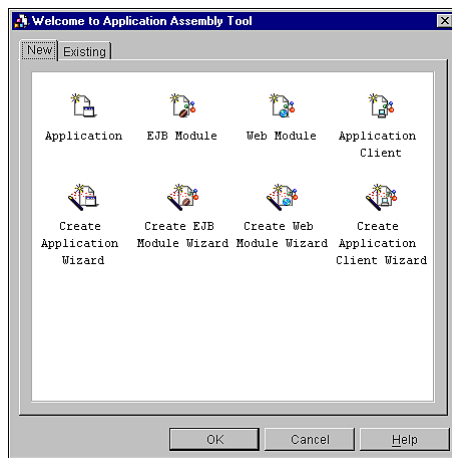 Welcome to Application Assembly Tool
New Existing
Application EJB Module Web Module Application
Client
Create Create EJB Create Web Create
Application Module Wizard Module Wizard Application
Wizard Client Wizard
OK Cancel Help